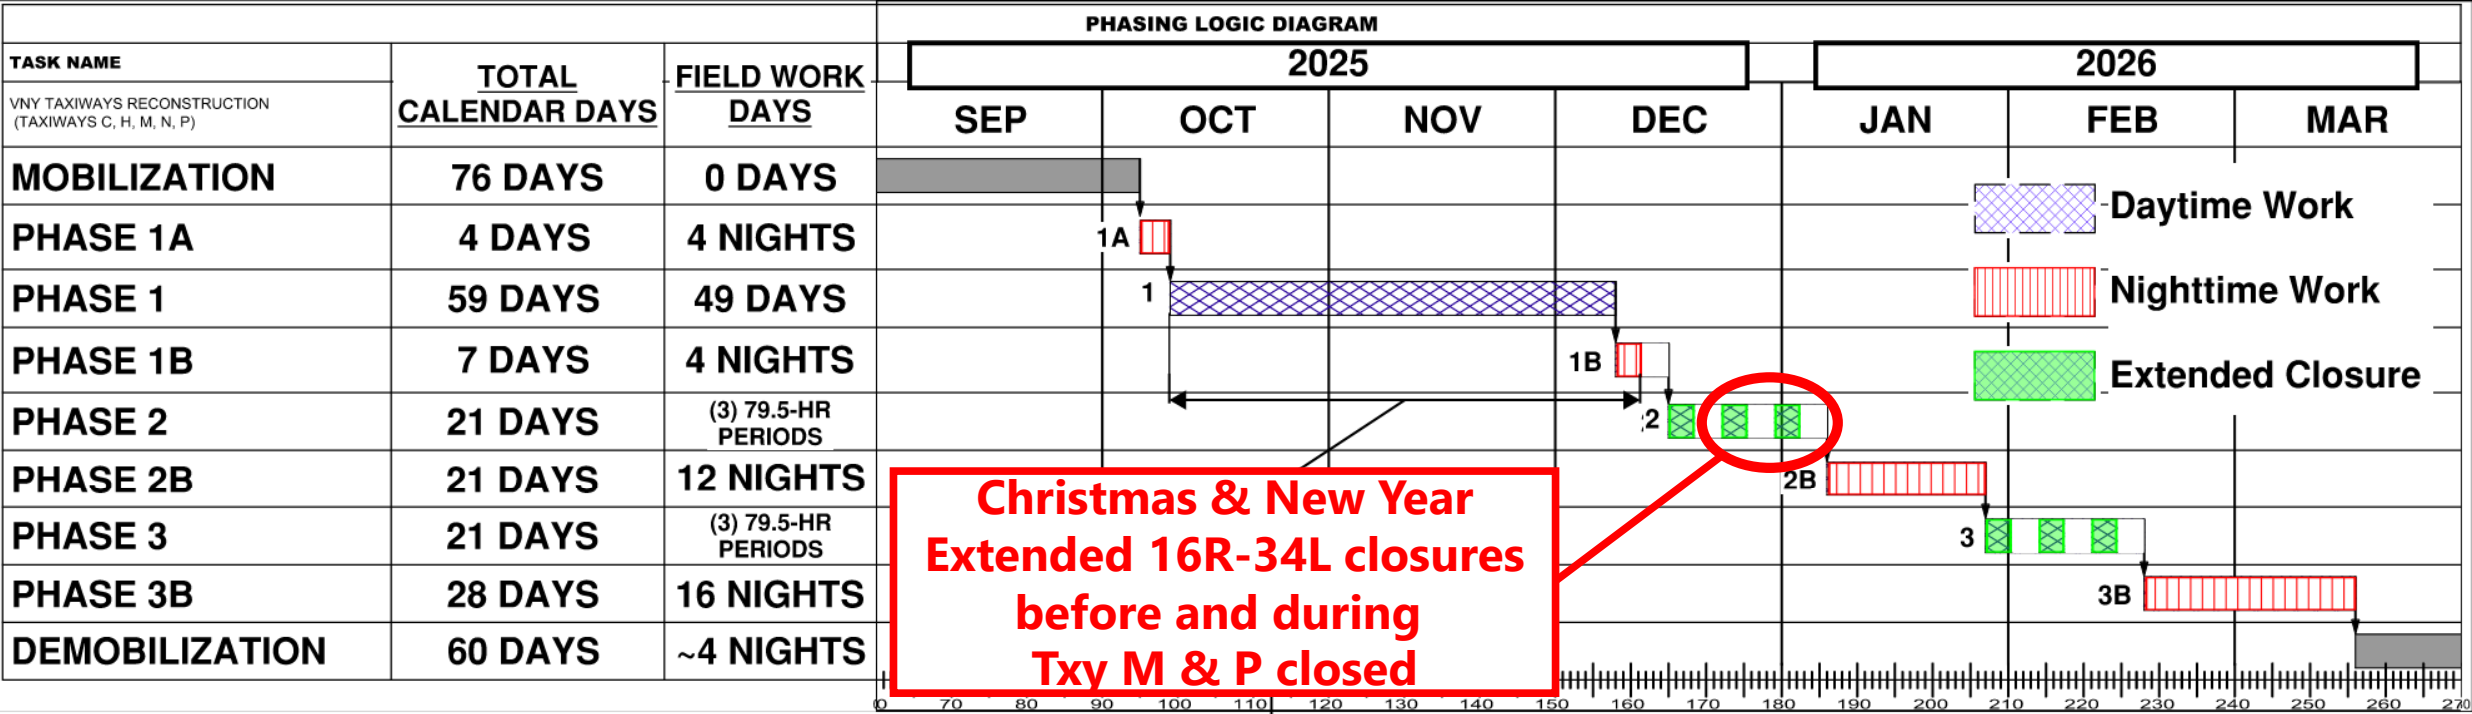 PHASING LOGIC DIAGRAM
TASK NAME
TOTAL
CALENDAR DAYS
FIELD WORK
DAYS
2025
2026
VNY TAXIWAYS RECONSTRUCTION
(TAXIWAYS C, H, M, N, P)
SEP OCT NOV DEC JAN FEB MAR
MOBILIZATION 76 DAYS 0 DAYS
PHASE 1A 4 DAYS 4 NIGHTS
1A
PHASE 1 59 DAYS 49 DAYS
1
PHASE 1B 7 DAYS 4 NIGHTS
1B
PHASE 2 21 DAYS (3) 79.5-HR
PERIODS
2
PHASE 2B 21 DAYS 12 NIGHTS
2B
PHASE 3 21 DAYS (3) 79.5-HR
PERIODS
3
PHASE 3B 28 DAYS 16 NIGHTS
3B
DEMOBILIZATION 60 DAYS ~4 NIGHTS
Daytime Work
Nighttime Work
Extended Closure
Christmas & New Year
Extended 16R-34L closures
before and during
Txy M & P closed
70 80 90 100 110 120 130 140 150 160 170 180 190 200 210 220 230 240 250 260 270